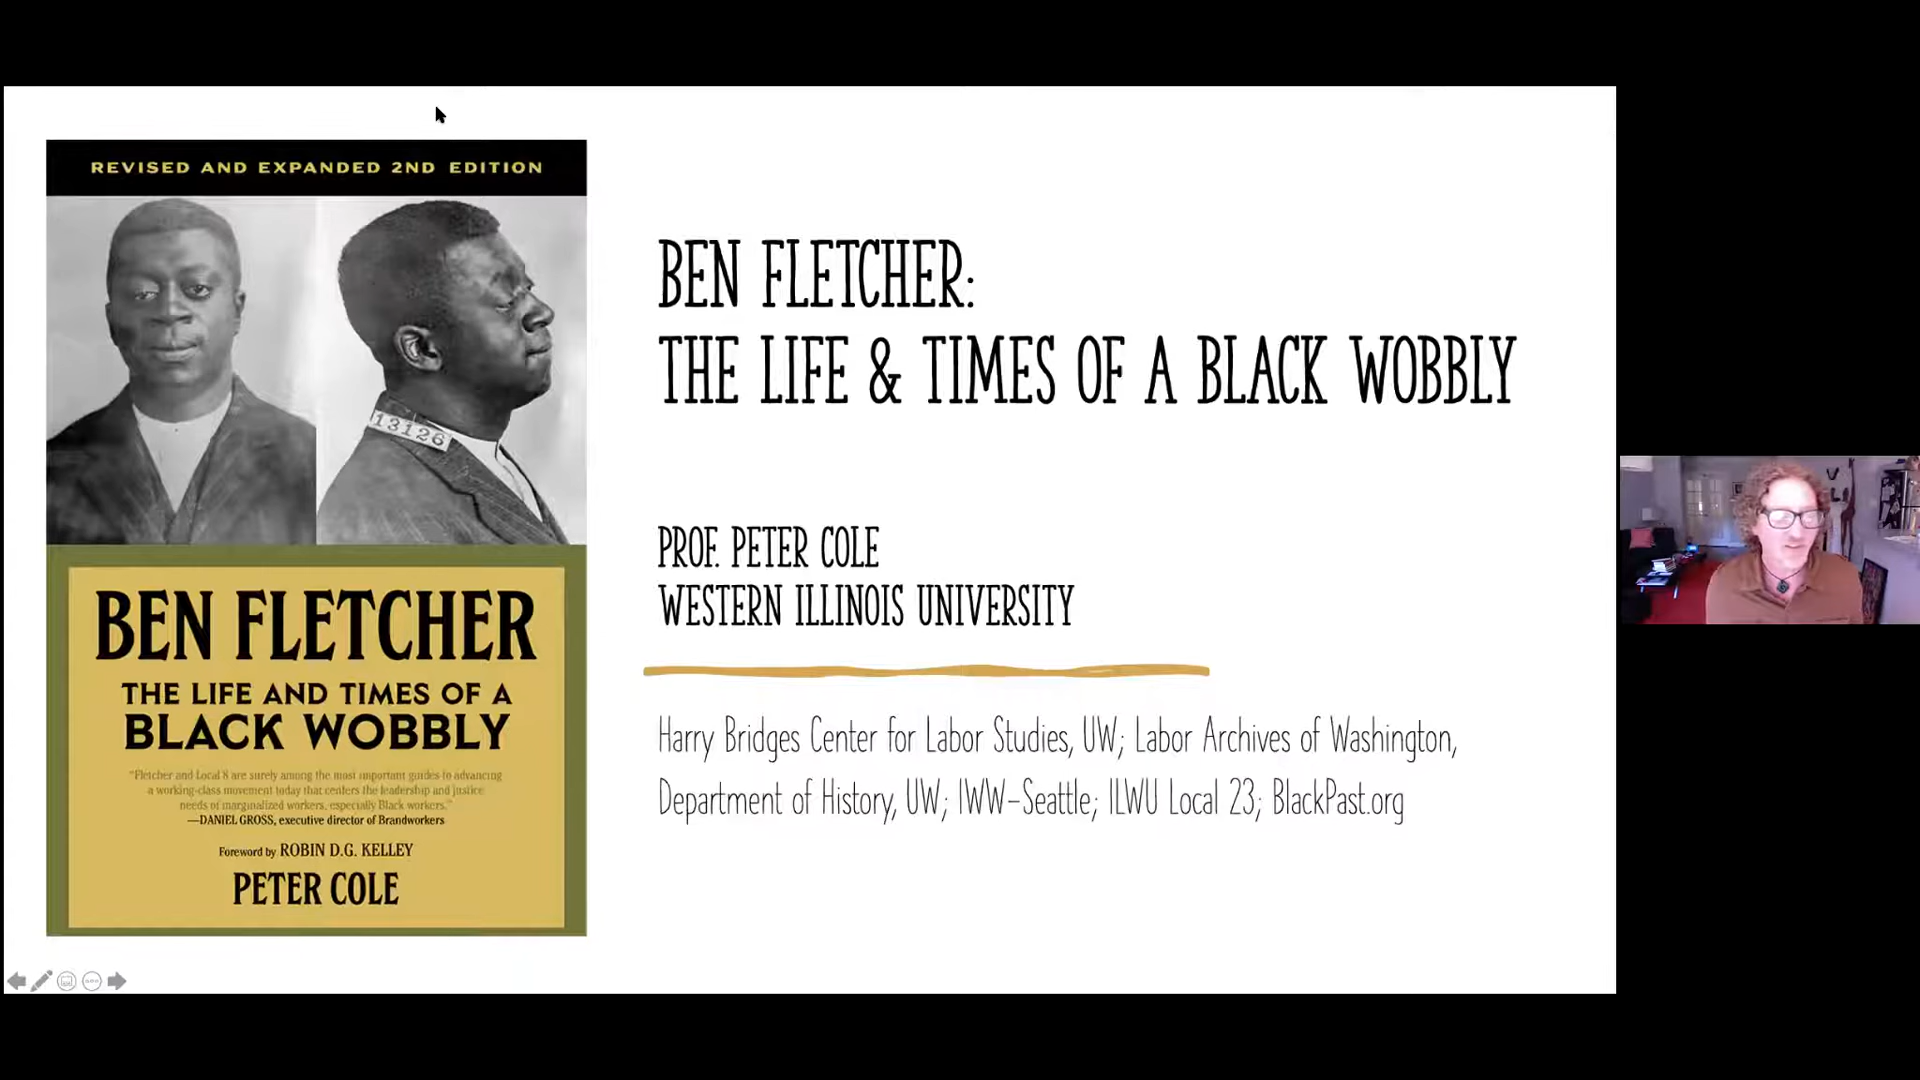 REVISED AND EXPANDED 2ND EDITION
13126
BEN FLETCHER
THE LIFE AND TIMES OF A
BLACK WOBBLY
"Fletcher and Local 8 are surely among the most important guides to advancing
a working-class movement today that centers the leadership and justice
needs of marginalized workers, especially Black workers."
—DANIEL GROSS, executive director of Brandworkers
Foreword by ROBIN D.G. KELLEY
PETER COLE
BEN FLETCHER:
THE LIFE & TIMES OF A BLACK WOBBLY
PROF. PETER COLE
WESTERN ILLINOIS UNIVERSITY
Harry Bridges Center for Labor Studies, UW; Labor Archives of Washington,
Department of History, UW; IWW-Seattle; ILWU Local 23; BlackPast.org